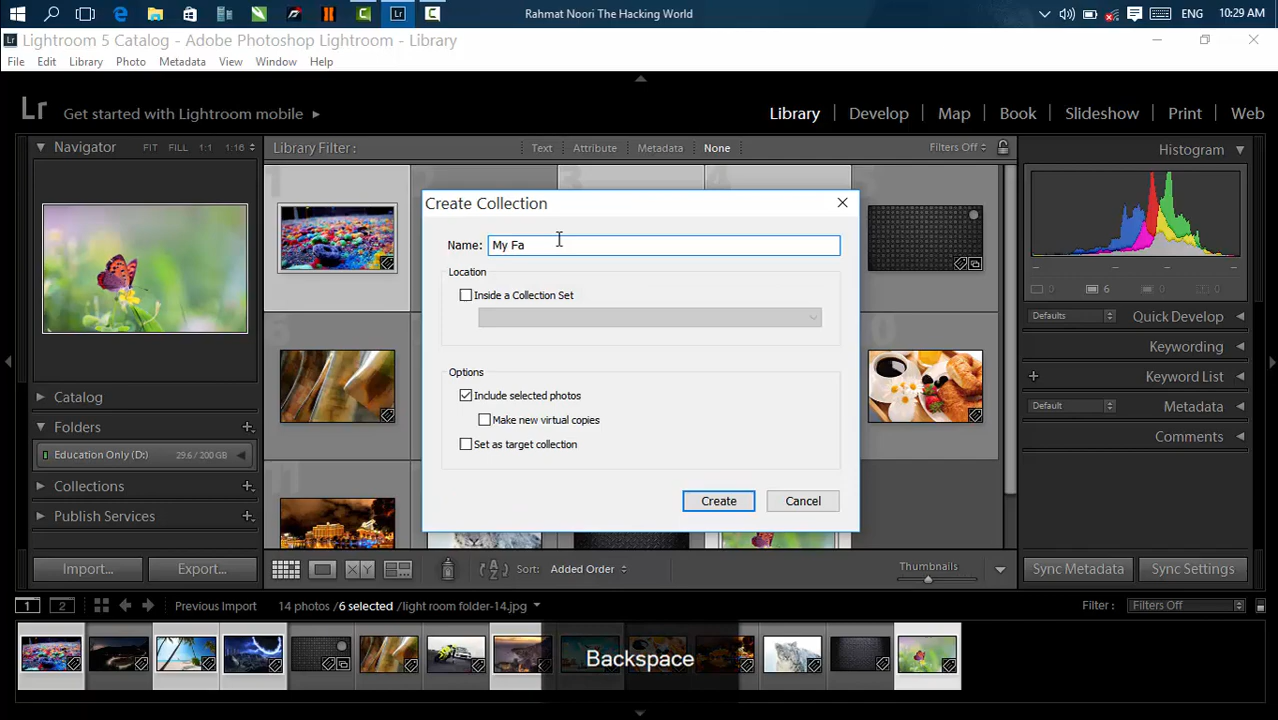 Rahmat Noori The Hacking World
ENG
10:29 AM
Lr Lightroom 5 Catalog - Adobe Photoshop Lightroom - Library
File Edit Library Photo Metadata View Window Help
Lr Get started with Lightroom mobile
Library Develop Map Book Slideshow Print Web
Navigator FIT FILL 1:1 1:16
Library Filter : Text Attribute Metadata None Filters Off
Histogram
Create Collection
Name: My Fa
Location
Inside a Collection Set
Options
Include selected photos
Make new virtual copies
Set as target collection
Create Cancel
6
Defaults Quick Develop
Keywording
Keyword List
Default Metadata
Comments
Catalog
Folders
Education Only (D:) 29.6 / 200 GB
Collections
Publish Services
Import... Export...
Sort: Added Order
Thumbnails
Sync Metadata Sync Settings
1 2 Previous Import 14 photos / 6 selected / light room folder-14.jpg
Filter : Filters Off
Backspace